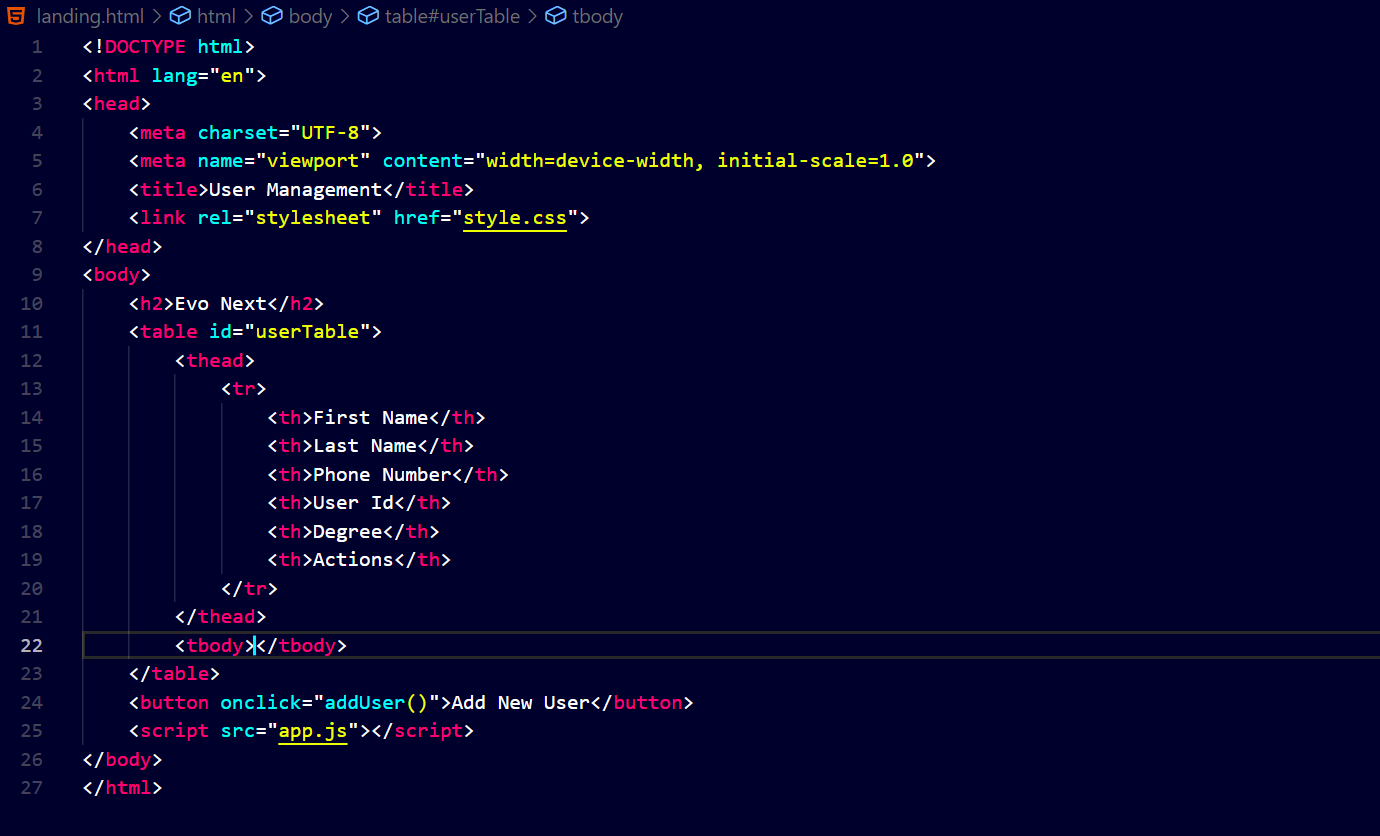 landing.html > html > body > table#userTable > tbody
1 <!DOCTYPE html>
2 <html lang="en">
3 <head>
4     <meta charset="UTF-8">
5     <meta name="viewport" content="width=device-width, initial-scale=1.0">
6     <title>User Management</title>
7     <link rel="stylesheet" href="style.css">
8 </head>
9 <body>
10     <h2>Evo Next</h2>
11     <table id="userTable">
12         <thead>
13             <tr>
14                 <th>First Name</th>
15                 <th>Last Name</th>
16                 <th>Phone Number</th>
17                 <th>User Id</th>
18                 <th>Degree</th>
19                 <th>Actions</th>
20             </tr>
21         </thead>
22         <tbody></tbody>
23     </table>
24     <button onclick="addUser()">Add New User</button>
25     <script src="app.js"></script>
26 </body>
27 </html>